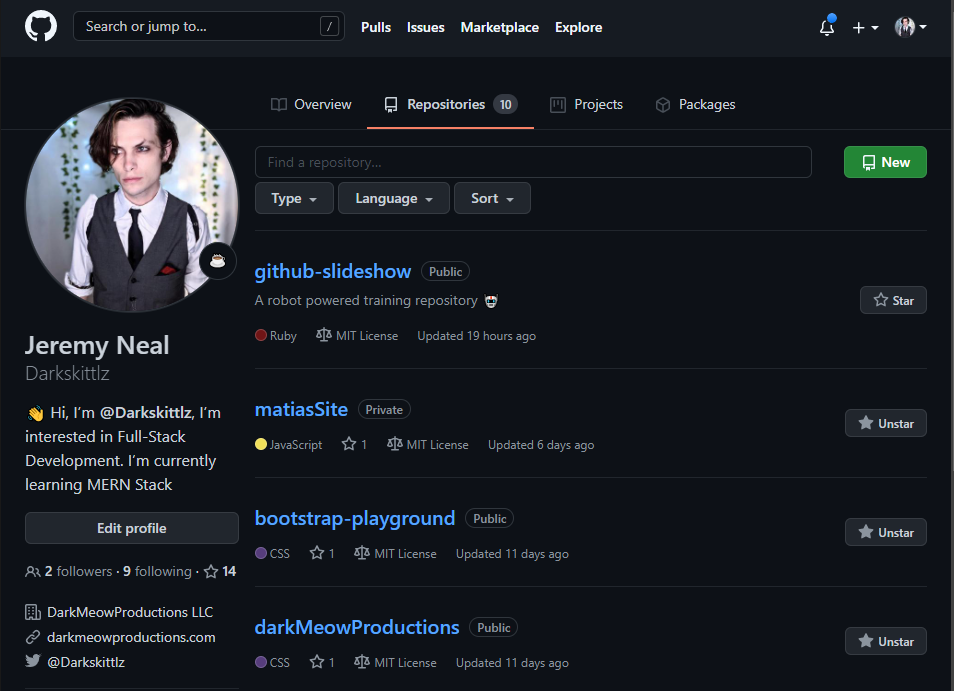 Search or jump to... /
Pulls Issues Marketplace Explore
Overview
Repositories 10
Projects
Packages
Find a repository...
New
Type
Language
Sort
github-slideshow Public
A robot powered training repository
Star
Ruby MIT License Updated 19 hours ago
Jeremy Neal
Darkskittlz
👋 Hi, I’m @Darkskittlz, I’m
interested in Full-Stack
Development. I’m currently
learning MERN Stack
Edit profile
2 followers · 9 following · 14
DarkMeowProductions LLC
darkmeowproductions.com
@Darkskittlz
matiasSite Private
Unstar
JavaScript 1 MIT License Updated 6 days ago
bootstrap-playground Public
Unstar
CSS 1 MIT License Updated 11 days ago
darkMeowProductions Public
Unstar
CSS 1 MIT License Updated 11 days ago